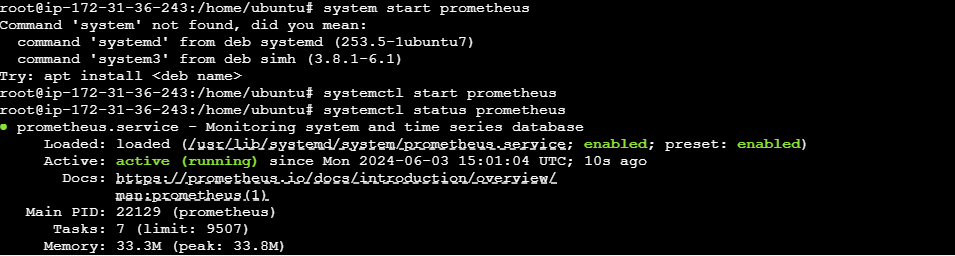 root@ip-172-31-36-243:/home/ubuntu# system start prometheus
Command 'system' not found, did you mean:
  command 'systemd' from deb systemd (253.5-1ubuntu7)
  command 'system3' from deb simh (3.8.1-6.1)
Try: apt install <deb name>
root@ip-172-31-36-243:/home/ubuntu# systemctl start prometheus
root@ip-172-31-36-243:/home/ubuntu# systemctl status prometheus
● prometheus.service - Monitoring system and time series database
     Loaded: loaded (/usr/lib/systemd/system/prometheus.service; enabled; preset: enabled)
     Active: active (running) since Mon 2024-06-03 15:01:04 UTC; 10s ago
       Docs: https://prometheus.io/docs/introduction/overview/
             man:prometheus(1)
   Main PID: 22129 (prometheus)
      Tasks: 7 (limit: 9507)
     Memory: 33.3M (peak: 33.8M)